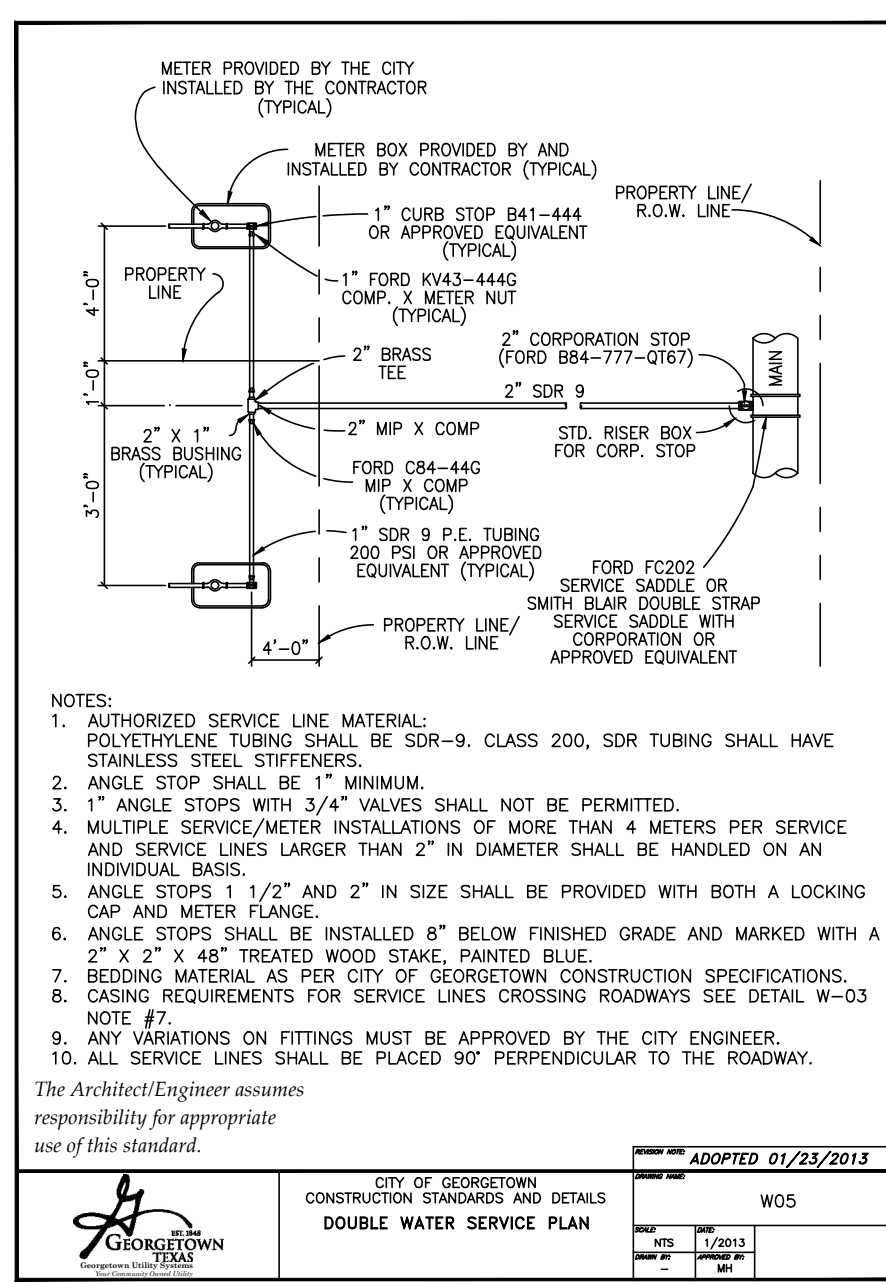 METER PROVIDED BY THE CITY
INSTALLED BY THE CONTRACTOR
(TYPICAL)
METER BOX PROVIDED BY AND
INSTALLED BY CONTRACTOR (TYPICAL)
PROPERTY LINE/
R.O.W. LINE
1" CURB STOP B41-444
OR APPROVED EQUIVALENT
(TYPICAL)
4'-0"
PROPERTY
LINE
1" FORD KV43-444G
COMP. X METER NUT
(TYPICAL)
2" CORPORATION STOP
(FORD B84-777-QT67)
MAIN
2" BRASS
TEE
1'-0"
2" SDR 9
2" X 1"
BRASS BUSHING
(TYPICAL)
2" MIP X COMP
STD. RISER BOX
FOR CORP. STOP
FORD C84-44G
MIP X COMP
(TYPICAL)
3'-0"
1" SDR 9 P.E. TUBING
200 PSI OR APPROVED
EQUIVALENT (TYPICAL)
FORD FC202
SERVICE SADDLE OR
SMITH BLAIR DOUBLE STRAP
SERVICE SADDLE WITH
CORPORATION OR
APPROVED EQUIVALENT
PROPERTY LINE/
R.O.W. LINE
4'-0"
NOTES:
1. AUTHORIZED SERVICE LINE MATERIAL:
POLYETHYLENE TUBING SHALL BE SDR-9. CLASS 200, SDR TUBING SHALL HAVE
STAINLESS STEEL STIFFENERS.
2. ANGLE STOP SHALL BE 1" MINIMUM.
3. 1" ANGLE STOPS WITH 3/4" VALVES SHALL NOT BE PERMITTED.
4. MULTIPLE SERVICE/METER INSTALLATIONS OF MORE THAN 4 METERS PER SERVICE
AND SERVICE LINES LARGER THAN 2" IN DIAMETER SHALL BE HANDLED ON AN
INDIVIDUAL BASIS.
5. ANGLE STOPS 1 1/2" AND 2" IN SIZE SHALL BE PROVIDED WITH BOTH A LOCKING
CAP AND METER FLANGE.
6. ANGLE STOPS SHALL BE INSTALLED 8" BELOW FINISHED GRADE AND MARKED WITH A
2" X 2" X 48" TREATED WOOD STAKE, PAINTED BLUE.
7. BEDDING MATERIAL AS PER CITY OF GEORGETOWN CONSTRUCTION SPECIFICATIONS.
8. CASING REQUIREMENTS FOR SERVICE LINES CROSSING ROADWAYS SEE DETAIL W-03
NOTE #7.
9. ANY VARIATIONS ON FITTINGS MUST BE APPROVED BY THE CITY ENGINEER.
10. ALL SERVICE LINES SHALL BE PLACED 90° PERPENDICULAR TO THE ROADWAY.
The Architect/Engineer assumes
responsibility for appropriate
use of this standard.
REVISION NOTE:
ADOPTED 01/23/2013
EST. 1848
GEORGETOWN
TEXAS
Georgetown Utility Systems
Your Community Owned Utility
CITY OF GEORGETOWN
CONSTRUCTION STANDARDS AND DETAILS
DOUBLE WATER SERVICE PLAN
DRAWING NAME:
W05
SCALE:
NTS
DATE:
1/2013
DRAWN BY:
-
APPROVED BY:
MH